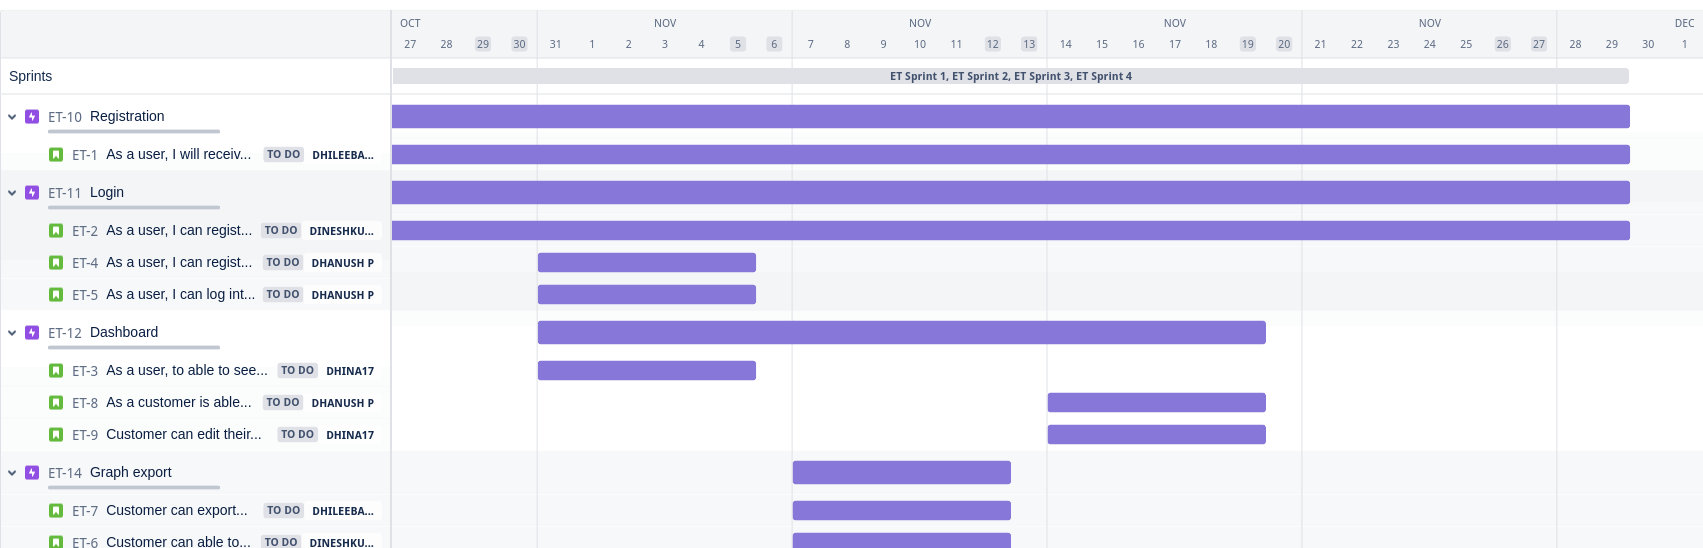 OCT NOV NOV NOV NOV DEC
27 28 29 30 31 1 2 3 4 5 6 7 8 9 10 11 12 13 14 15 16 17 18 19 20 21 22 23 24 25 26 27 28 29 30 1
Sprints ET Sprint 1, ET Sprint 2, ET Sprint 3, ET Sprint 4
ET-10 Registration
ET-1 As a user, I will receiv... TO DO DHILEEBA...
ET-11 Login
ET-2 As a user, I can regist... TO DO DINESHKU...
ET-4 As a user, I can regist... TO DO DHANUSH P
ET-5 As a user, I can log int... TO DO DHANUSH P
ET-12 Dashboard
ET-3 As a user, to able to see... TO DO DHINA17
ET-8 As a customer is able... TO DO DHANUSH P
ET-9 Customer can edit their... TO DO DHINA17
ET-14 Graph export
ET-7 Customer can export... TO DO DHILEEBA...
ET-6 Customer can able to... TO DO DINESHKU...